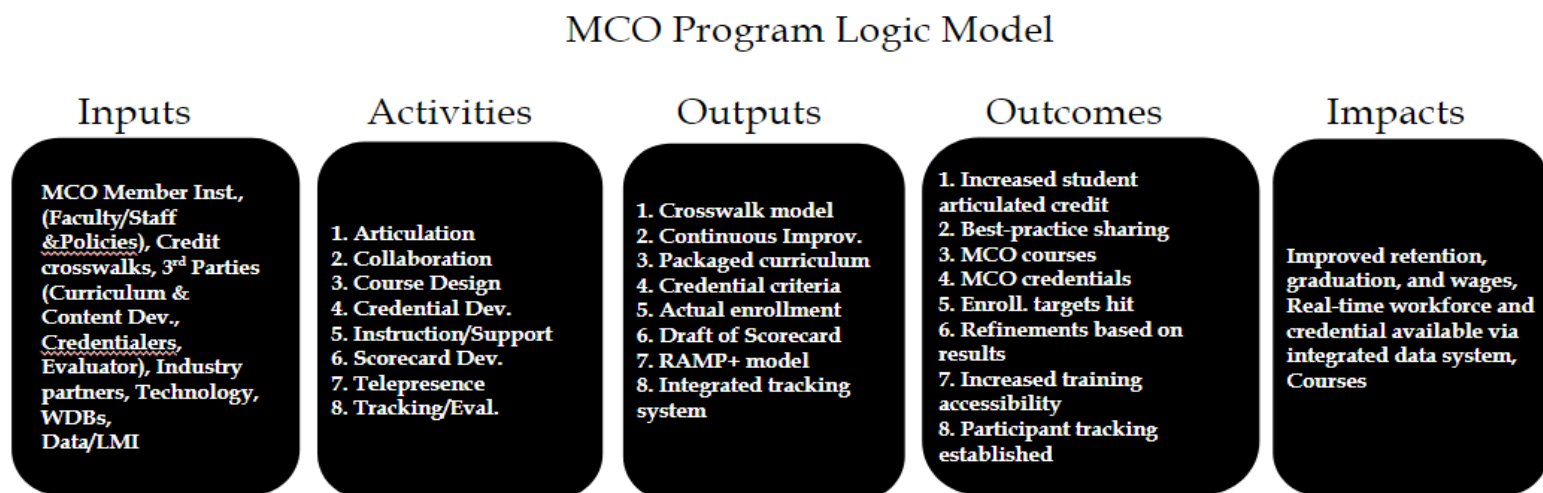 MCO Program Logic Model
Inputs
MCO Member Inst.,
(Faculty/Staff
&Policies), Credit
crosswalks, 3rd Parties
(Curriculum &
Content Dev.,
Credentialers,
Evaluator), Industry
partners, Technology,
WDBs,
Data/LMI
Activities
1. Articulation
2. Collaboration
3. Course Design
4. Credential Dev.
5. Instruction/Support
6. Scorecard Dev.
7. Telepresence
8. Tracking/Eval.
Outputs
1. Crosswalk model
2. Continuous Improv.
3. Packaged curriculum
4. Credential criteria
5. Actual enrollment
6. Draft of Scorecard
7. RAMP+ model
8. Integrated tracking
system
Outcomes
1. Increased student
articulated credit
2. Best-practice sharing
3. MCO courses
4. MCO credentials
5. Enroll. targets hit
6. Refinements based on
results
7. Increased training
accessibility
8. Participant tracking
established
Impacts
Improved retention,
graduation, and wages,
Real-time workforce and
credential available via
integrated data system,
Courses